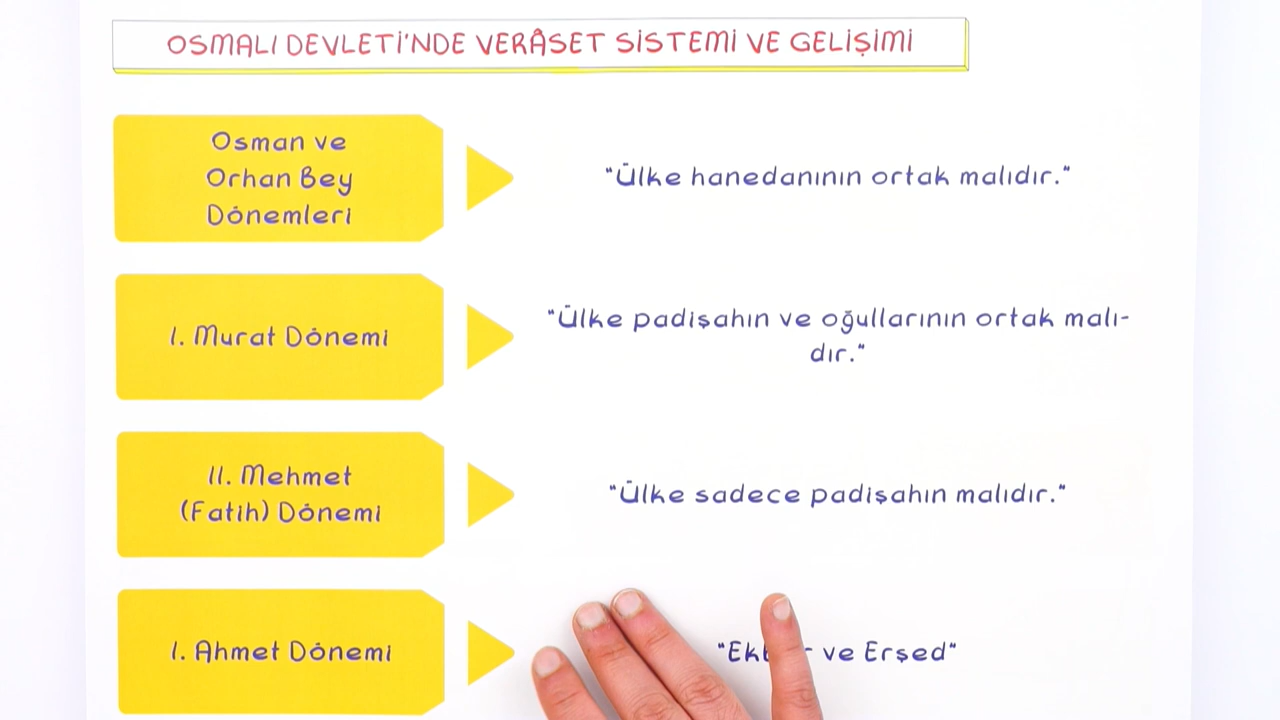 OSMALI DEVLETİ'NDE VERÂSET SİSTEMİ VE GELİŞİMİ
Osman ve
Orhan Bey
Dönemleri
"Ülke hanedanının ortak malıdır."
I. Murat Dönemi
"Ülke padişahın ve oğullarının ortak malı-
dır."
II. Mehmet
(Fatih) Dönemi
"Ülke sadece padişahın malıdır."
I. Ahmet Dönemi
ve Erşed"